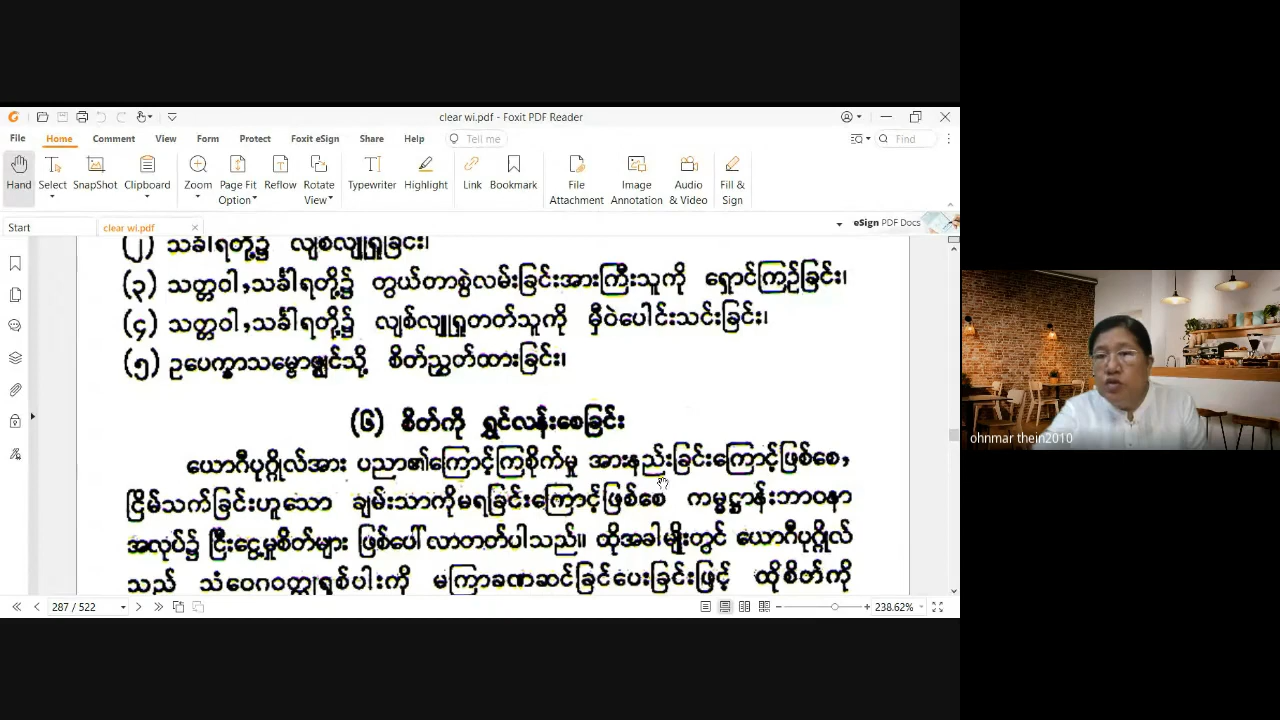 clear wi.pdf - Foxit PDF Reader
File Home Comment View Form Protect Foxit eSign Share Help Tell me Find
Hand Select SnapShot Clipboard Zoom Page Fit Option Reflow Rotate View Typewriter Highlight Link Bookmark File Attachment Image Annotation Audio & Video Fill & Sign
Start clear wi.pdf eSign PDF Docs
(၂) သင်္ခါရတို့၌ လျစ်လျူရှုခြင်း၊
(၃) သတ္တဝါ,သင်္ခါရတို့၌ တွယ်တာစွဲလမ်းခြင်းအားကြီးသူကို ရှောင်ကြဉ်ခြင်း၊
(၄) သတ္တဝါ,သင်္ခါရတို့၌ လျစ်လျူရှုတတ်သူကို မှီဝဲပေါင်းသင်းခြင်း၊
(၅) ဥပေက္ခာသမ္ဗောဇ္ဈင်သို့ စိတ်ညွှတ်ထားခြင်း၊
(၆) စိတ်ကို ရွှင်လန်းစေခြင်း
ယောဂီပုဂ္ဂိုလ်အား ပညာ၏ကြောင့်ကြစိုက်မှု အားနည်းခြင်းကြောင့်ဖြစ်စေ,
ငြိမ်သက်ခြင်းဟူသော ချမ်းသာကိုမရခြင်းကြောင့်ဖြစ်စေ ကမ္မဋ္ဌာန်းဘာဝနာ
အလုပ်၌ ငြီးငွေ့မှုစိတ်များ ဖြစ်ပေါ်လာတတ်ပါသည်။ ထိုအခါမျိုးတွင် ယောဂီပုဂ္ဂိုလ်
သည် သံဝေဂဝတ္ထုရှစ်ပါးကို မကြာခဏဆင်ခြင်ပေးခြင်းဖြင့် ထိုစိတ်ကို
287 / 522 238.62%
ohnmar thein2010